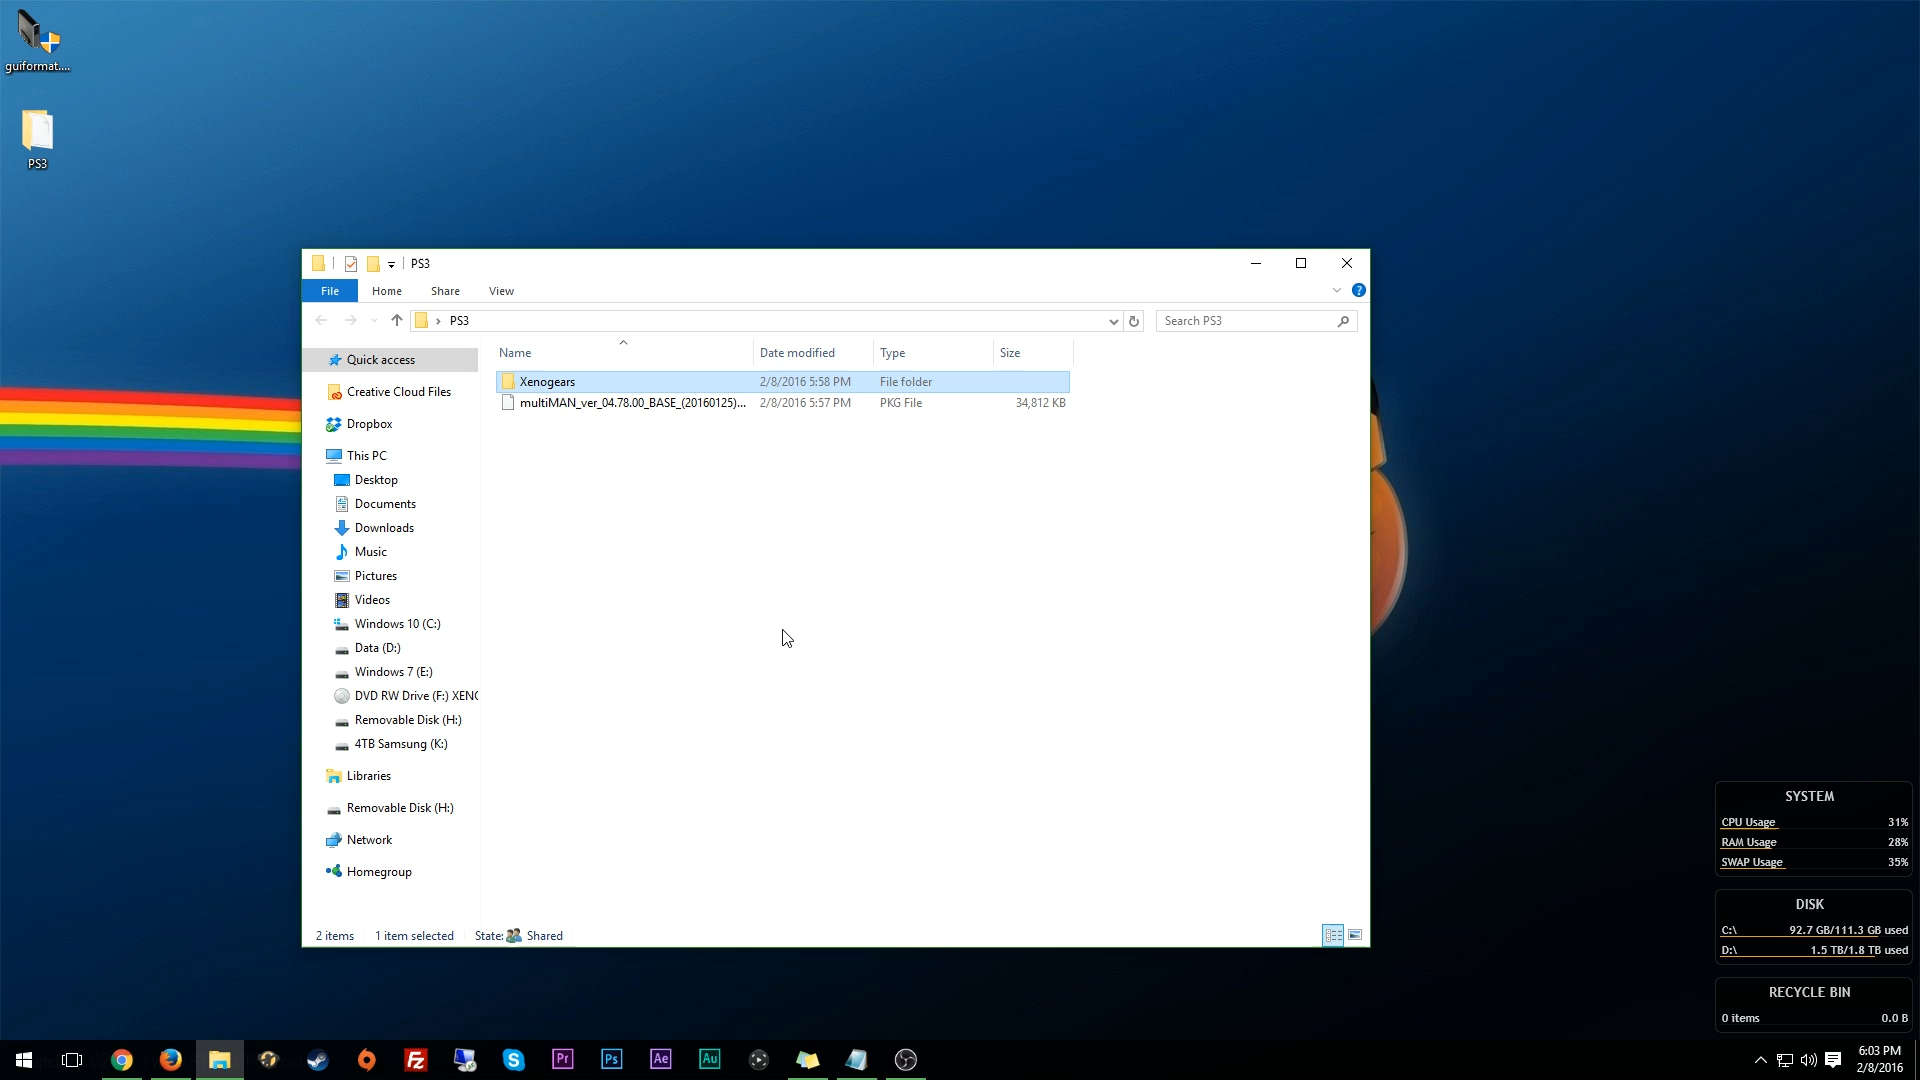 guiformat....
PS3
PS3
File Home Share View
PS3
Search PS3
Name Date modified Type Size
Xenogears 2/8/2016 5:58 PM File folder
multiMAN_ver_04.78.00_BASE_(20160125)... 2/8/2016 5:57 PM PKG File 34,812 KB
Quick access
Creative Cloud Files
Dropbox
This PC
Desktop
Documents
Downloads
Music
Pictures
Videos
Windows 10 (C:)
Data (D:)
Windows 7 (E:)
DVD RW Drive (F:) XENO
Removable Disk (H:)
4TB Samsung (K:)
Libraries
Removable Disk (H:)
Network
Homegroup
2 items 1 item selected State: Shared
SYSTEM
CPU Usage 31%
RAM Usage 28%
SWAP Usage 35%
DISK
C:\ 92.7 GB/111.3 GB used
D:\ 1.5 TB/1.8 TB used
RECYCLE BIN
0 items 0.0 B
Pr Ps Ae Au
6:03 PM
2/8/2016